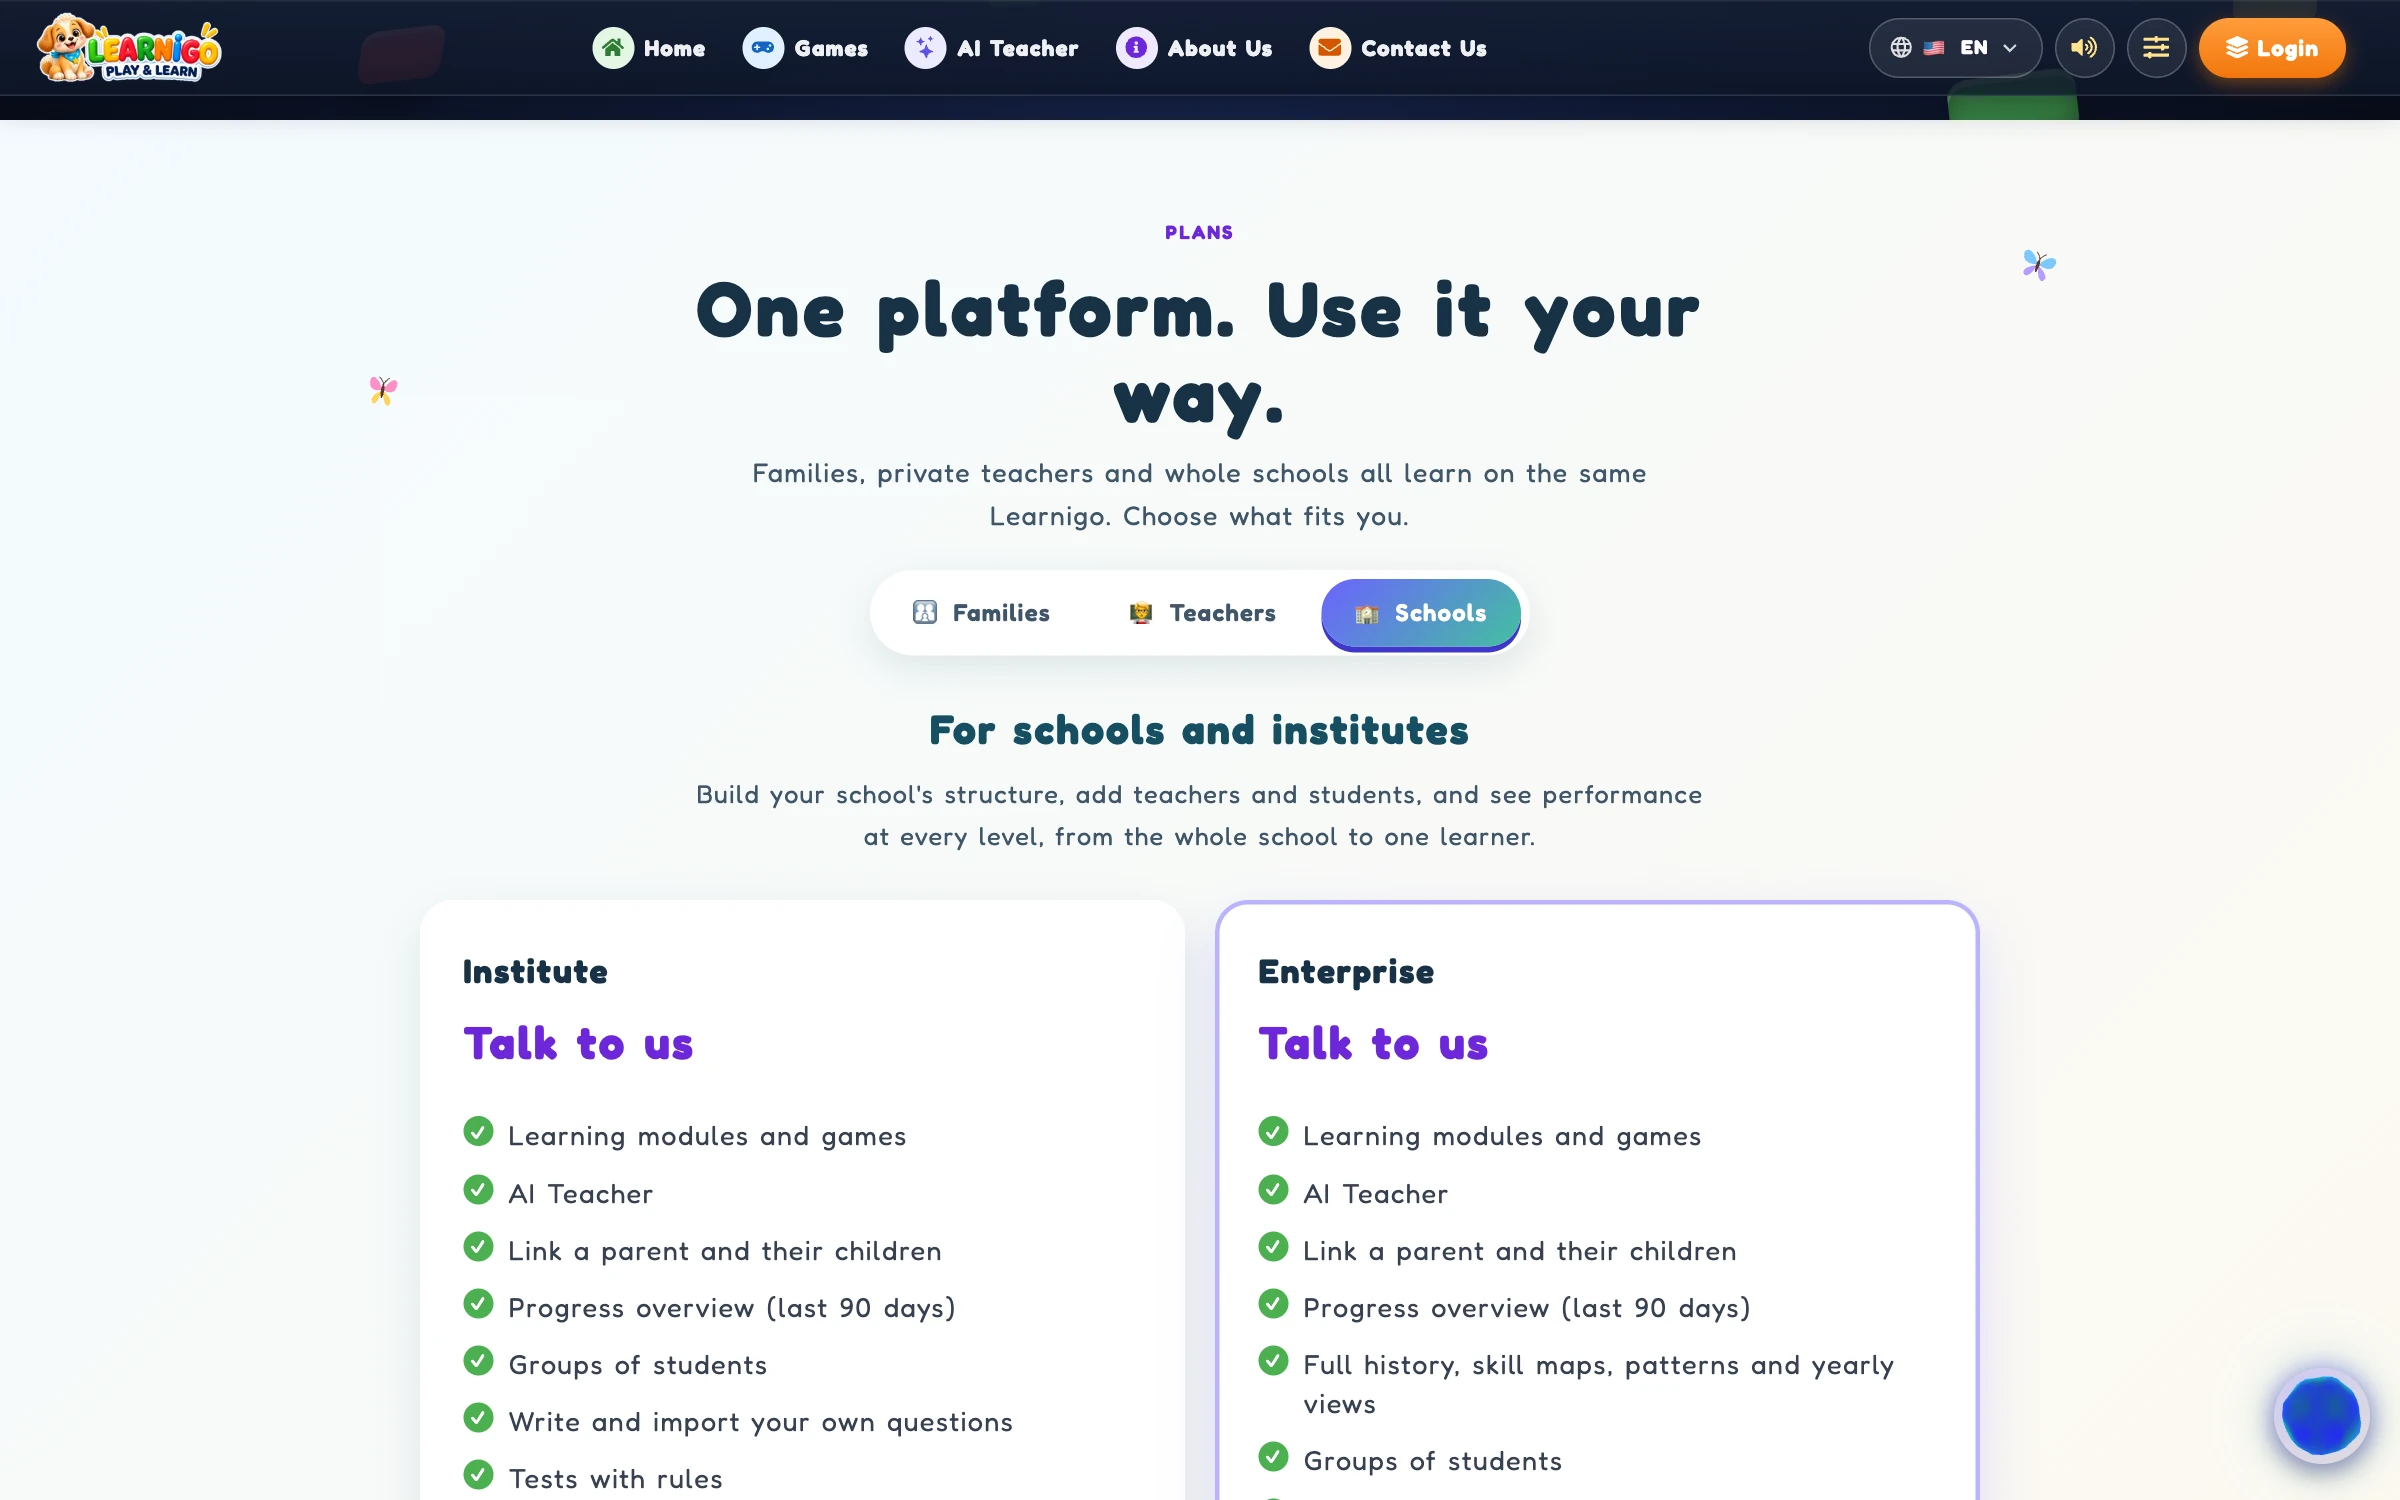 LEARNIGO
PLAY & LEARN
Home
Games
AI Teacher
About Us
Contact Us
EN
Login
PLANS
One platform. Use it your
way.
Families, private teachers and whole schools all learn on the same
Learnigo. Choose what fits you.
Families
Teachers
Schools
For schools and institutes
Build your school's structure, add teachers and students, and see performance
at every level, from the whole school to one learner.
Institute
Talk to us
Learning modules and games
AI Teacher
Link a parent and their children
Progress overview (last 90 days)
Groups of students
Write and import your own questions
Tests with rules
Enterprise
Talk to us
Learning modules and games
AI Teacher
Link a parent and their children
Progress overview (last 90 days)
Full history, skill maps, patterns and yearly
views
Groups of students